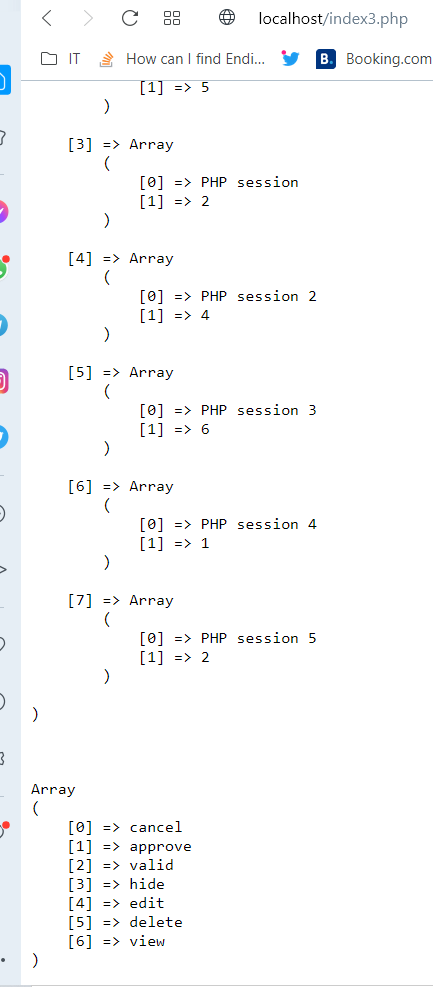 localhost/index3.php
IT How can I find Endi... B. Booking.com
[1] => 5
)
[3] => Array
(
[0] => PHP session
[1] => 2
)
[4] => Array
(
[0] => PHP session 2
[1] => 4
)
[5] => Array
(
[0] => PHP session 3
[1] => 6
)
[6] => Array
(
[0] => PHP session 4
[1] => 1
)
[7] => Array
(
[0] => PHP session 5
[1] => 2
)
)
Array
(
[0] => cancel
[1] => approve
[2] => valid
[3] => hide
[4] => edit
[5] => delete
[6] => view
)